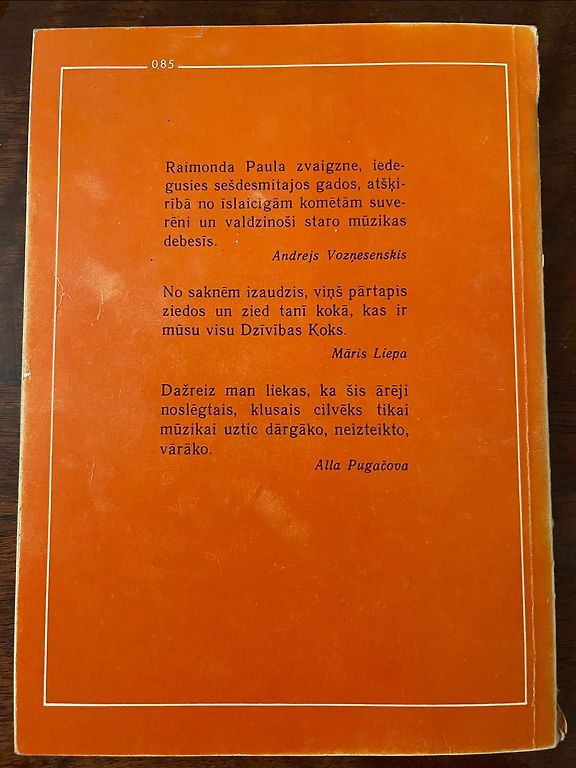 0.85
Raimonda Paula zvaigzne, iede-
gusies sešdesmitajos gados, atšķi-
rībā no īslaicīgām komētām suve-
rēni un valdzinoši staro mūzikas
debesīs.
Andrejs Vozņesenskis
No saknēm izaudzis, viņš pārtapis
ziedos un zied tanī kokā, kas ir
mūsu visu Dzīvības Koks.
Māris Liepa
Dažreiz man liekas, ka šis ārēji
noslēgtais, klusais cilvēks tikai
mūzikai uztic dārgāko, neizteikto,
vārāko.
Alla Pugačova